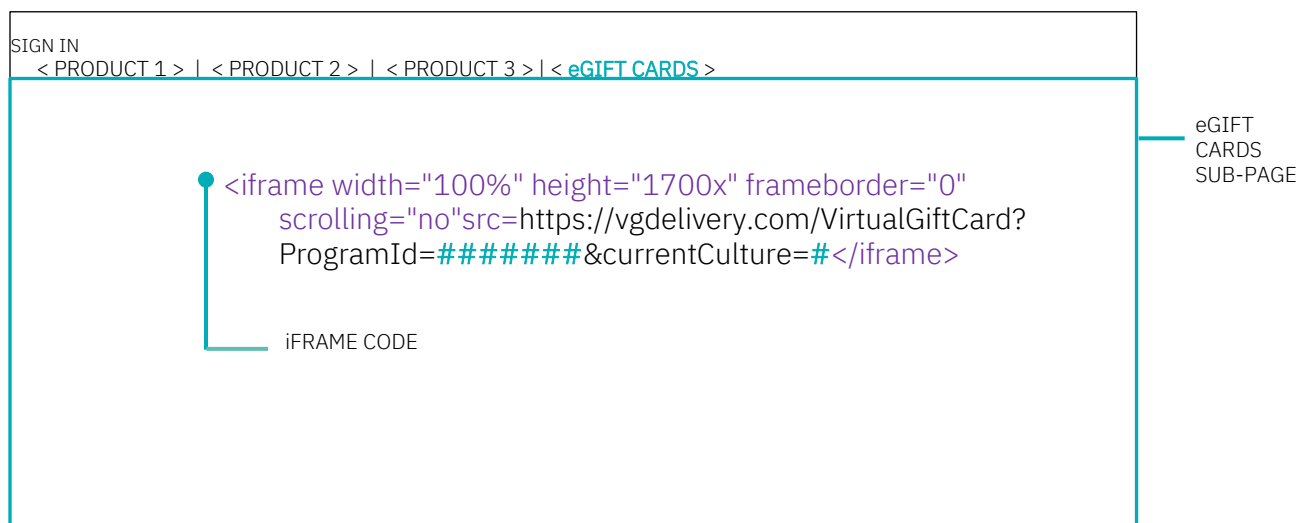 SIGN IN
< PRODUCT 1 > | < PRODUCT 2 > | < PRODUCT 3 > | < eGIFT CARDS >
eGIFT
CARDS
SUB-PAGE
<iframe width="100%" height="1700x" frameborder="0"
scrolling="no"src=https://vgdelivery.com/VirtualGiftCard?
ProgramId=#######&currentCulture=#</iframe>
iFRAME CODE